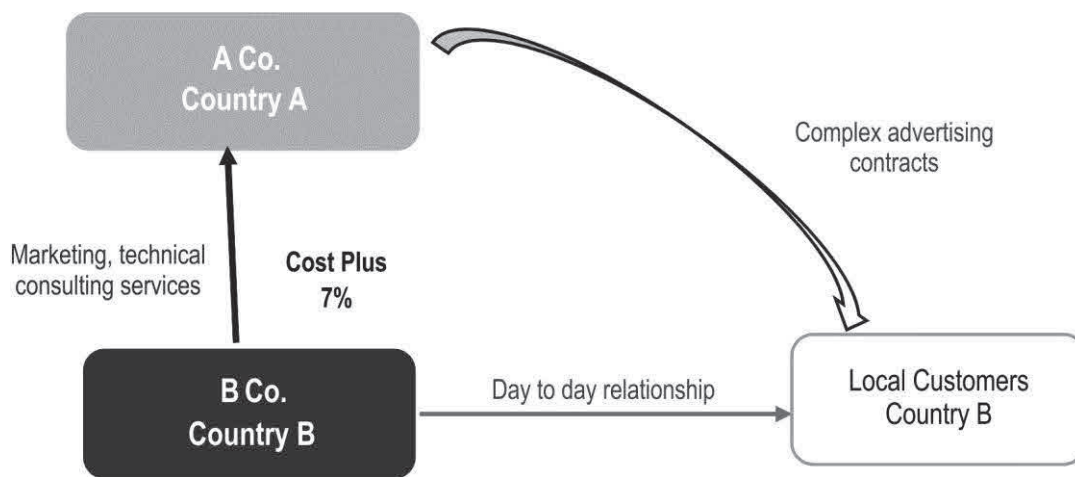 A Co.
Country A
Complex advertising
contracts
Marketing, technical
consulting services
Cost Plus
7%
B Co.
Country B
Day to day relationship
Local Customers
Country B